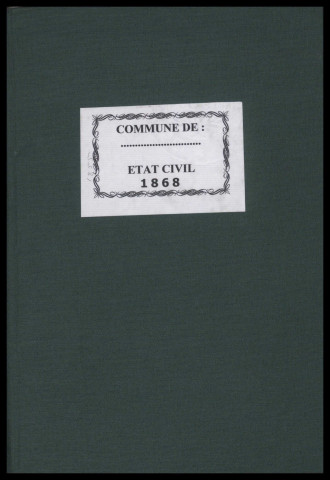 COMMUNE DE :
............................
ETAT CIVIL
1868